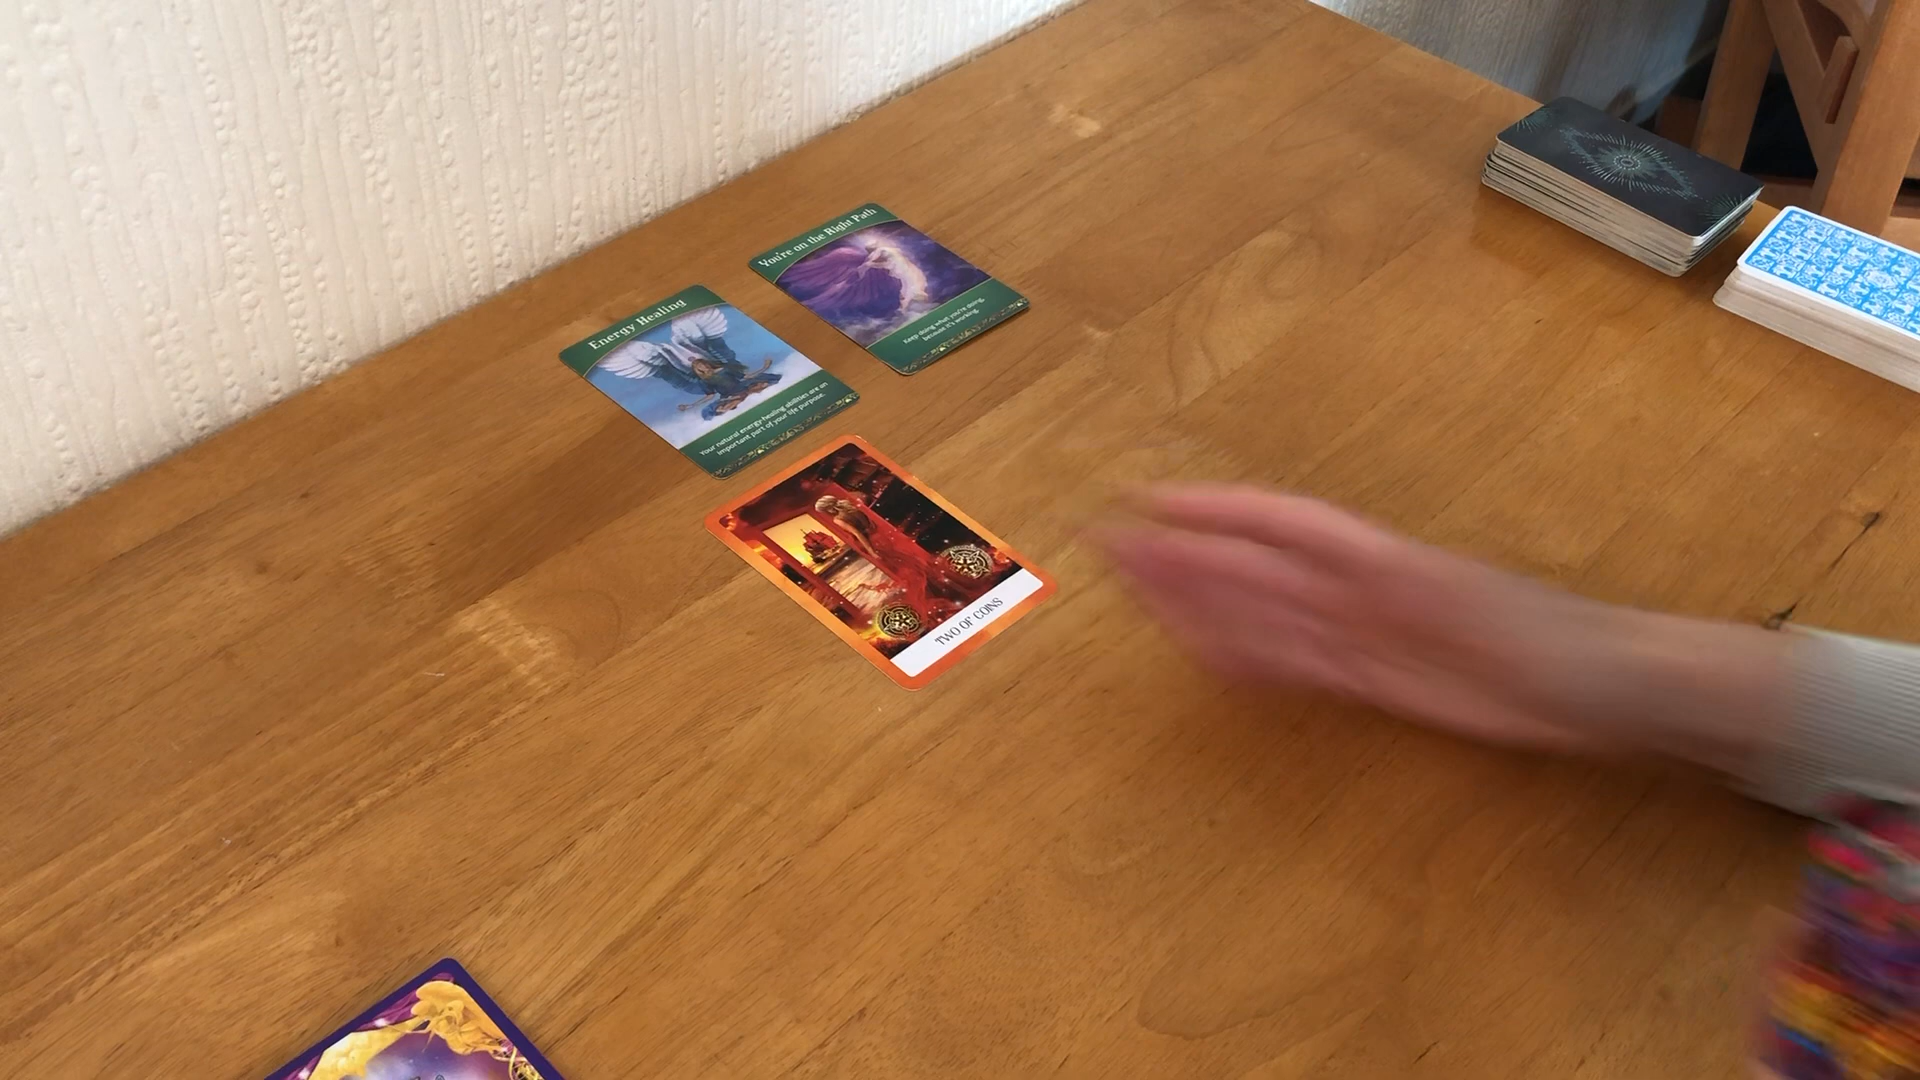 You're on the Right Path
Keep doing what you're doing,
because it's working.
Energy Healing
Your natural energy healing abilities are an
important part of your life purpose.
TWO OF COINS